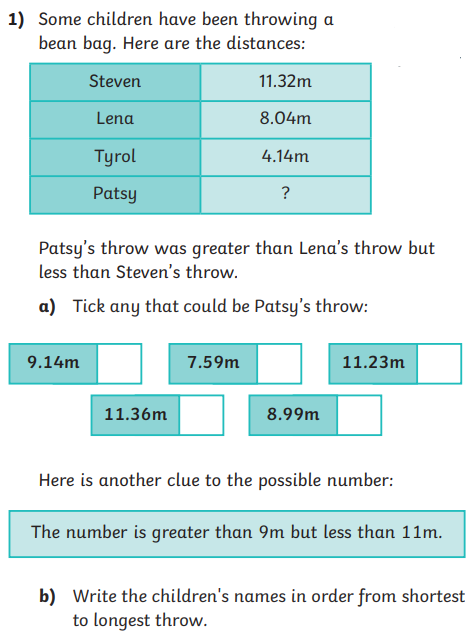 1) Some children have been throwing a
bean bag. Here are the distances:
Steven 11.32m
Lena 8.04m
Tyrol 4.14m
Patsy ?
Patsy's throw was greater than Lena's throw but
less than Steven's throw.
a) Tick any that could be Patsy's throw:
9.14m 7.59m 11.23m
11.36m 8.99m
Here is another clue to the possible number:
The number is greater than 9m but less than 11m.
b) Write the children's names in order from shortest
to longest throw.